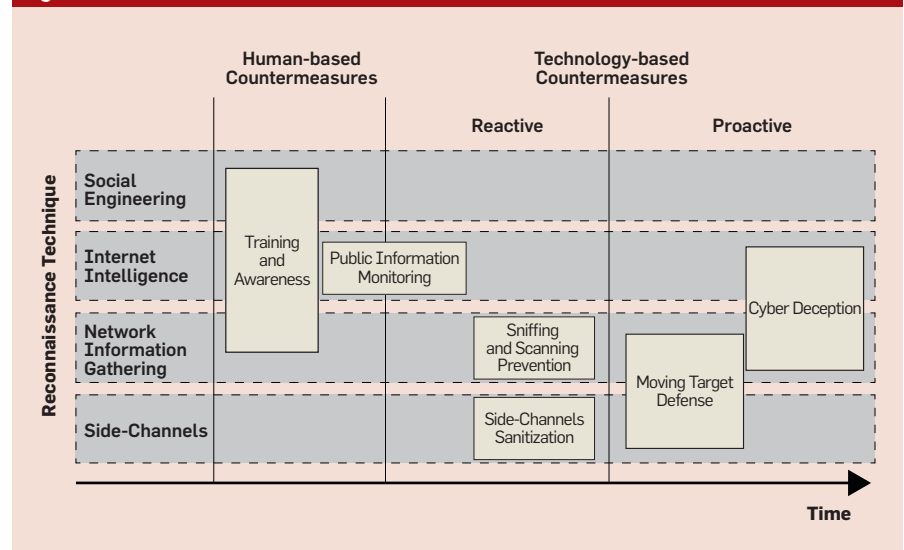 Human-based
Countermeasures
Technology-based
Countermeasures
Reactive
Proactive
Reconnaissance Technique
Social
Engineering
Training
and
Awareness
Internet
Intelligence
Public Information
Monitoring
Cyber Deception
Network
Information
Gathering
Sniffing
and Scanning
Prevention
Moving Target
Defense
Side-Channels
Side-Channels
Sanitization
Time